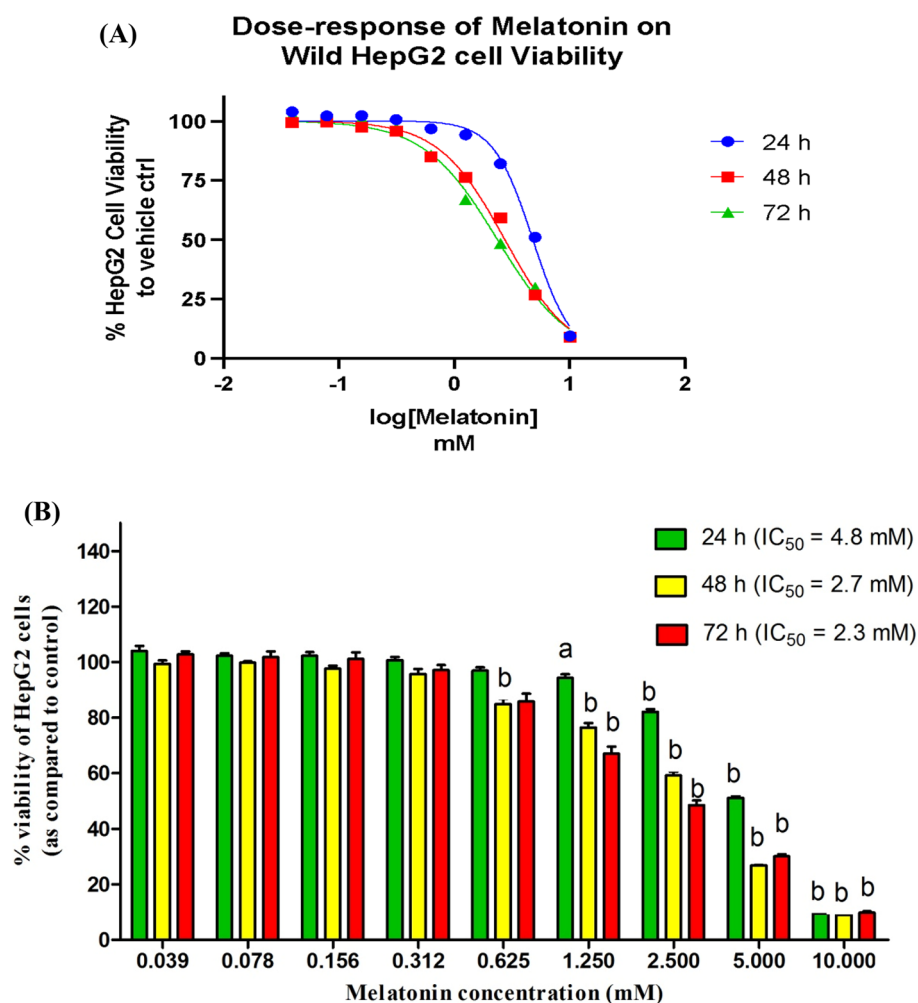 (A)
Dose-response of Melatonin on
Wild HepG2 cell Viability
% HepG2 Cell Viability
to vehicle ctrl
100
75
50
25
0
-2
-1
0
1
2
log[Melatonin]
mM
24 h
48 h
72 h
(B)
% viability of HepG2 cells
(as compared to control)
140
120
100
80
60
40
20
0
24 h (IC50 = 4.8 mM)
48 h (IC50 = 2.7 mM)
72 h (IC50 = 2.3 mM)
b
a
b
b
b
b
b
b
b
b
b
b
b
0.039 0.078 0.156 0.312 0.625 1.250 2.500 5.000 10.000
Melatonin concentration (mM)